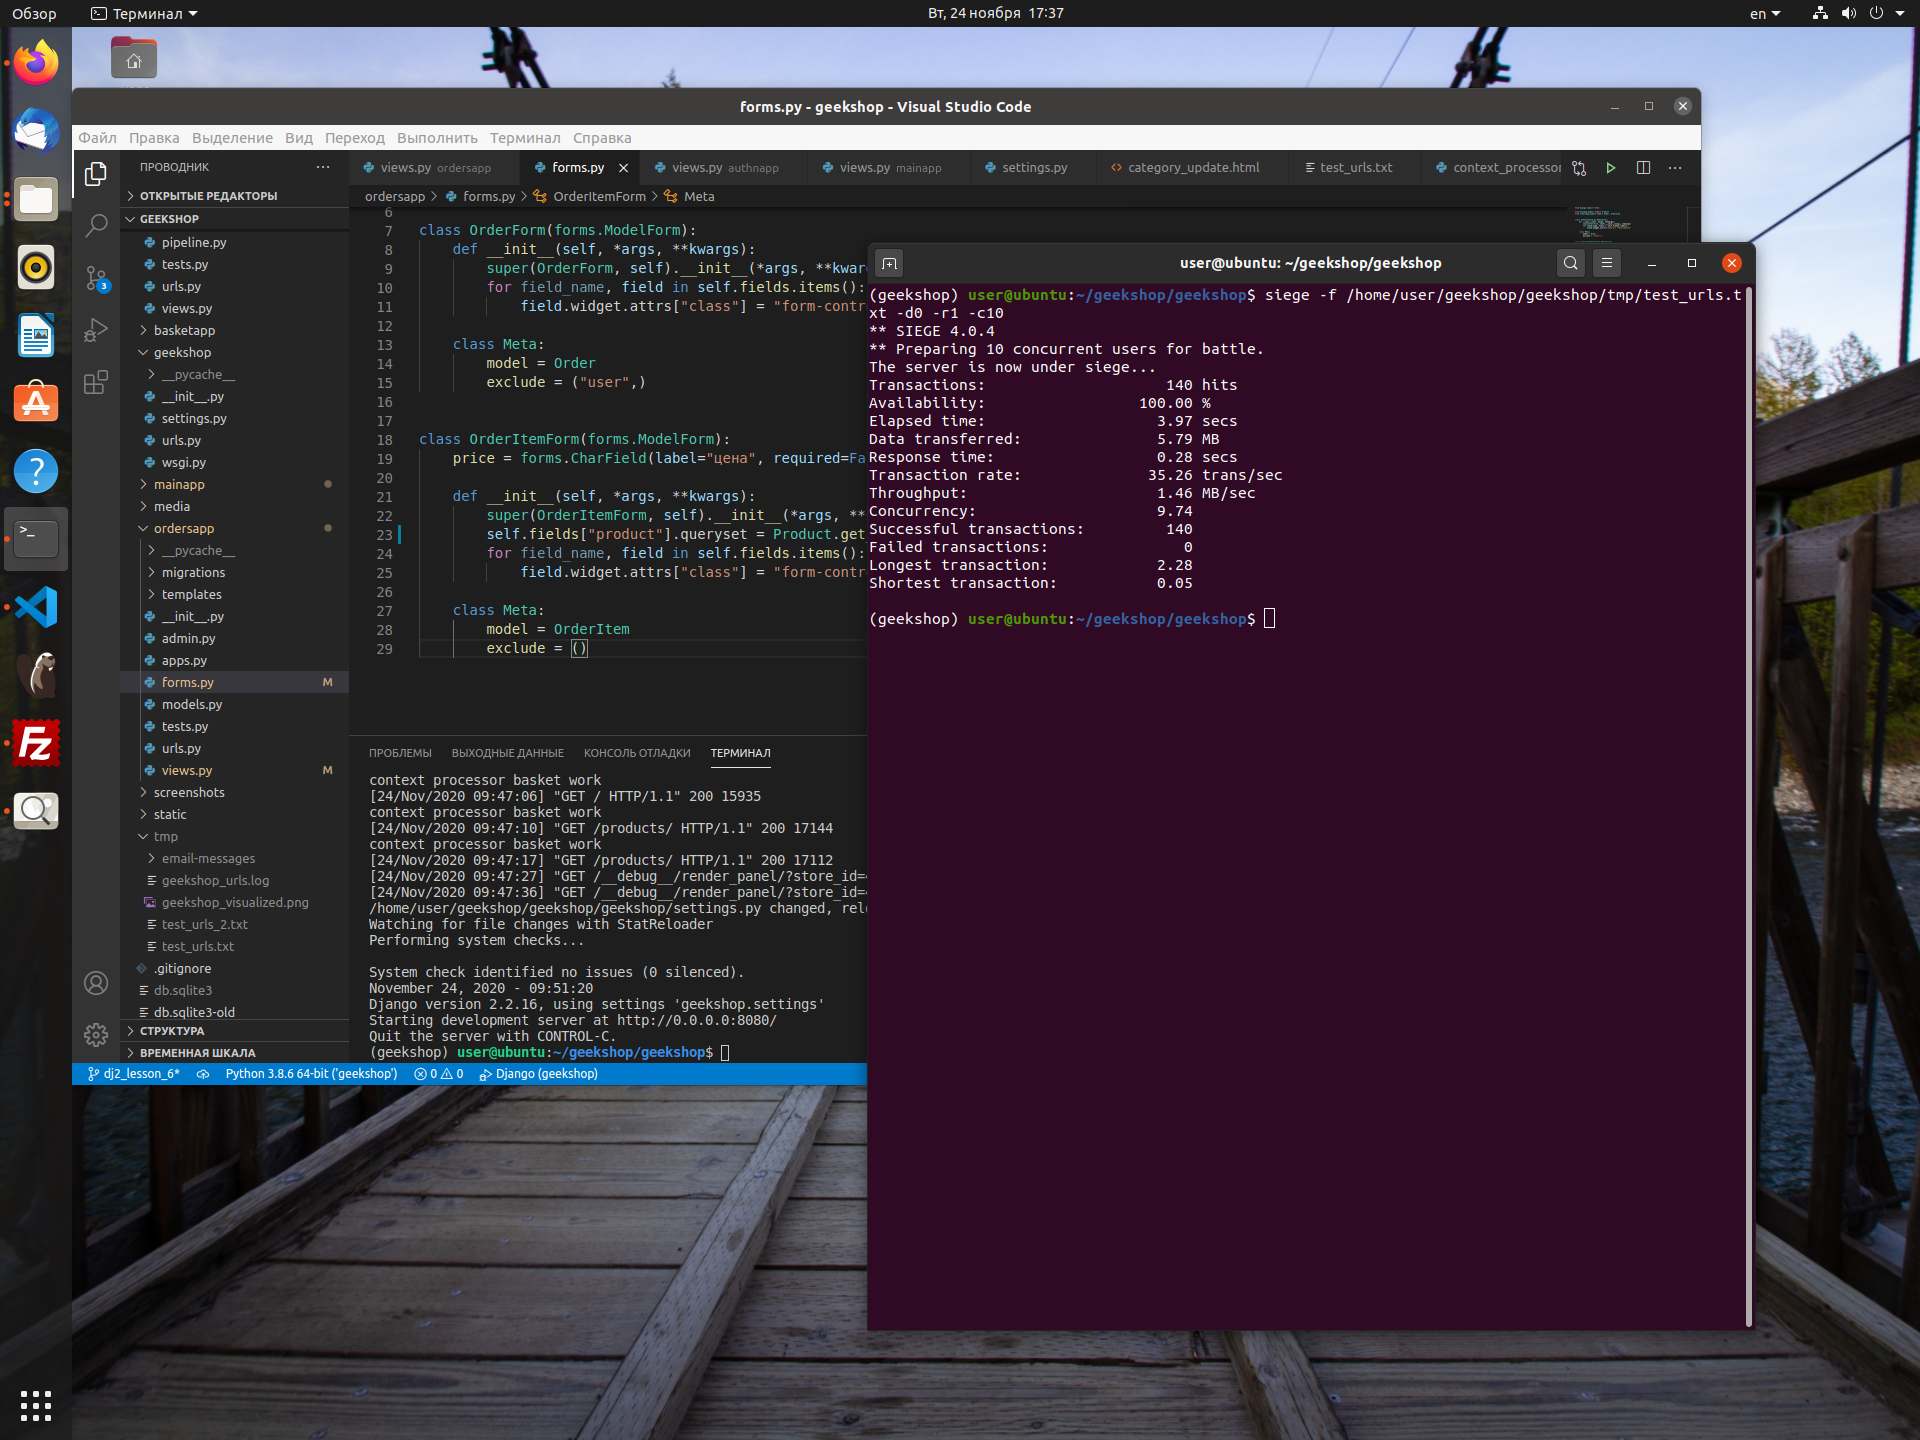 Обзор
Терминал
Вт, 24 ноября 17:37
en
forms.py - geekshop - Visual Studio Code
Файл Правка Выделение Вид Переход Выполнить Терминал Справка
ПРОВОДНИК
ОТКРЫТЫЕ РЕДАКТОРЫ
GEEKSHOP
pipeline.py
tests.py
urls.py
views.py
basketapp
geekshop
__pycache__
__init__.py
settings.py
urls.py
wsgi.py
mainapp
media
ordersapp
__pycache__
migrations
templates
__init__.py
admin.py
apps.py
forms.py M
models.py
tests.py
urls.py
views.py M
screenshots
static
tmp
email-messages
geekshop_urls.log
geekshop_visualized.png
test_urls_2.txt
test_urls.txt
.gitignore
db.sqlite3
db.sqlite3-old
СТРУКТУРА
ВРЕМЕННАЯ ШКАЛА
3
views.py ordersapp forms.py views.py authnapp views.py mainapp settings.py category_update.html test_urls.txt context_processor
ordersapp > forms.py > OrderItemForm > Meta
6
7 class OrderForm(forms.ModelForm):
8 def __init__(self, *args, **kwargs):
9 super(OrderForm, self).__init__(*args, **kwar
10 for field_name, field in self.fields.items():
11 field.widget.attrs["class"] = "form-contr
12
13 class Meta:
14 model = Order
15 exclude = ("user",)
16
17
18 class OrderItemForm(forms.ModelForm):
19 price = forms.CharField(label="цена", required=Fa
20
21 def __init__(self, *args, **kwargs):
22 super(OrderItemForm, self).__init__(*args, **
23 self.fields["product"].queryset = Product.get
24 for field_name, field in self.fields.items():
25 field.widget.attrs["class"] = "form-contr
26
27 class Meta:
28 model = OrderItem
29 exclude = ()
ПРОБЛЕМЫ ВЫХОДНЫЕ ДАННЫЕ КОНСОЛЬ ОТЛАДКИ ТЕРМИНАЛ
context processor basket work
[24/Nov/2020 09:47:06] "GET / HTTP/1.1" 200 15935
context processor basket work
[24/Nov/2020 09:47:10] "GET /products/ HTTP/1.1" 200 17144
context processor basket work
[24/Nov/2020 09:47:17] "GET /products/ HTTP/1.1" 200 17112
[24/Nov/2020 09:47:27] "GET /__debug__/render_panel/?store_id=
[24/Nov/2020 09:47:36] "GET /__debug__/render_panel/?store_id=
/home/user/geekshop/geekshop/geekshop/settings.py changed, rel
Watching for file changes with StatReloader
Performing system checks...
System check identified no issues (0 silenced).
November 24, 2020 - 09:51:20
Django version 2.2.16, using settings 'geekshop.settings'
Starting development server at http://0.0.0.0:8080/
Quit the server with CONTROL-C.
(geekshop) user@ubuntu:~/geekshop/geekshop$
dj2_lesson_6* Python 3.8.6 64-bit ('geekshop') 0 0 Django (geekshop)
user@ubuntu: ~/geekshop/geekshop
(geekshop) user@ubuntu:~/geekshop/geekshop$ siege -f /home/user/geekshop/geekshop/tmp/test_urls.t
xt -d0 -r1 -c10
** SIEGE 4.0.4
** Preparing 10 concurrent users for battle.
The server is now under siege...
Transactions: 140 hits
Availability: 100.00 %
Elapsed time: 3.97 secs
Data transferred: 5.79 MB
Response time: 0.28 secs
Transaction rate: 35.26 trans/sec
Throughput: 1.46 MB/sec
Concurrency: 9.74
Successful transactions: 140
Failed transactions: 0
Longest transaction: 2.28
Shortest transaction: 0.05
(geekshop) user@ubuntu:~/geekshop/geekshop$